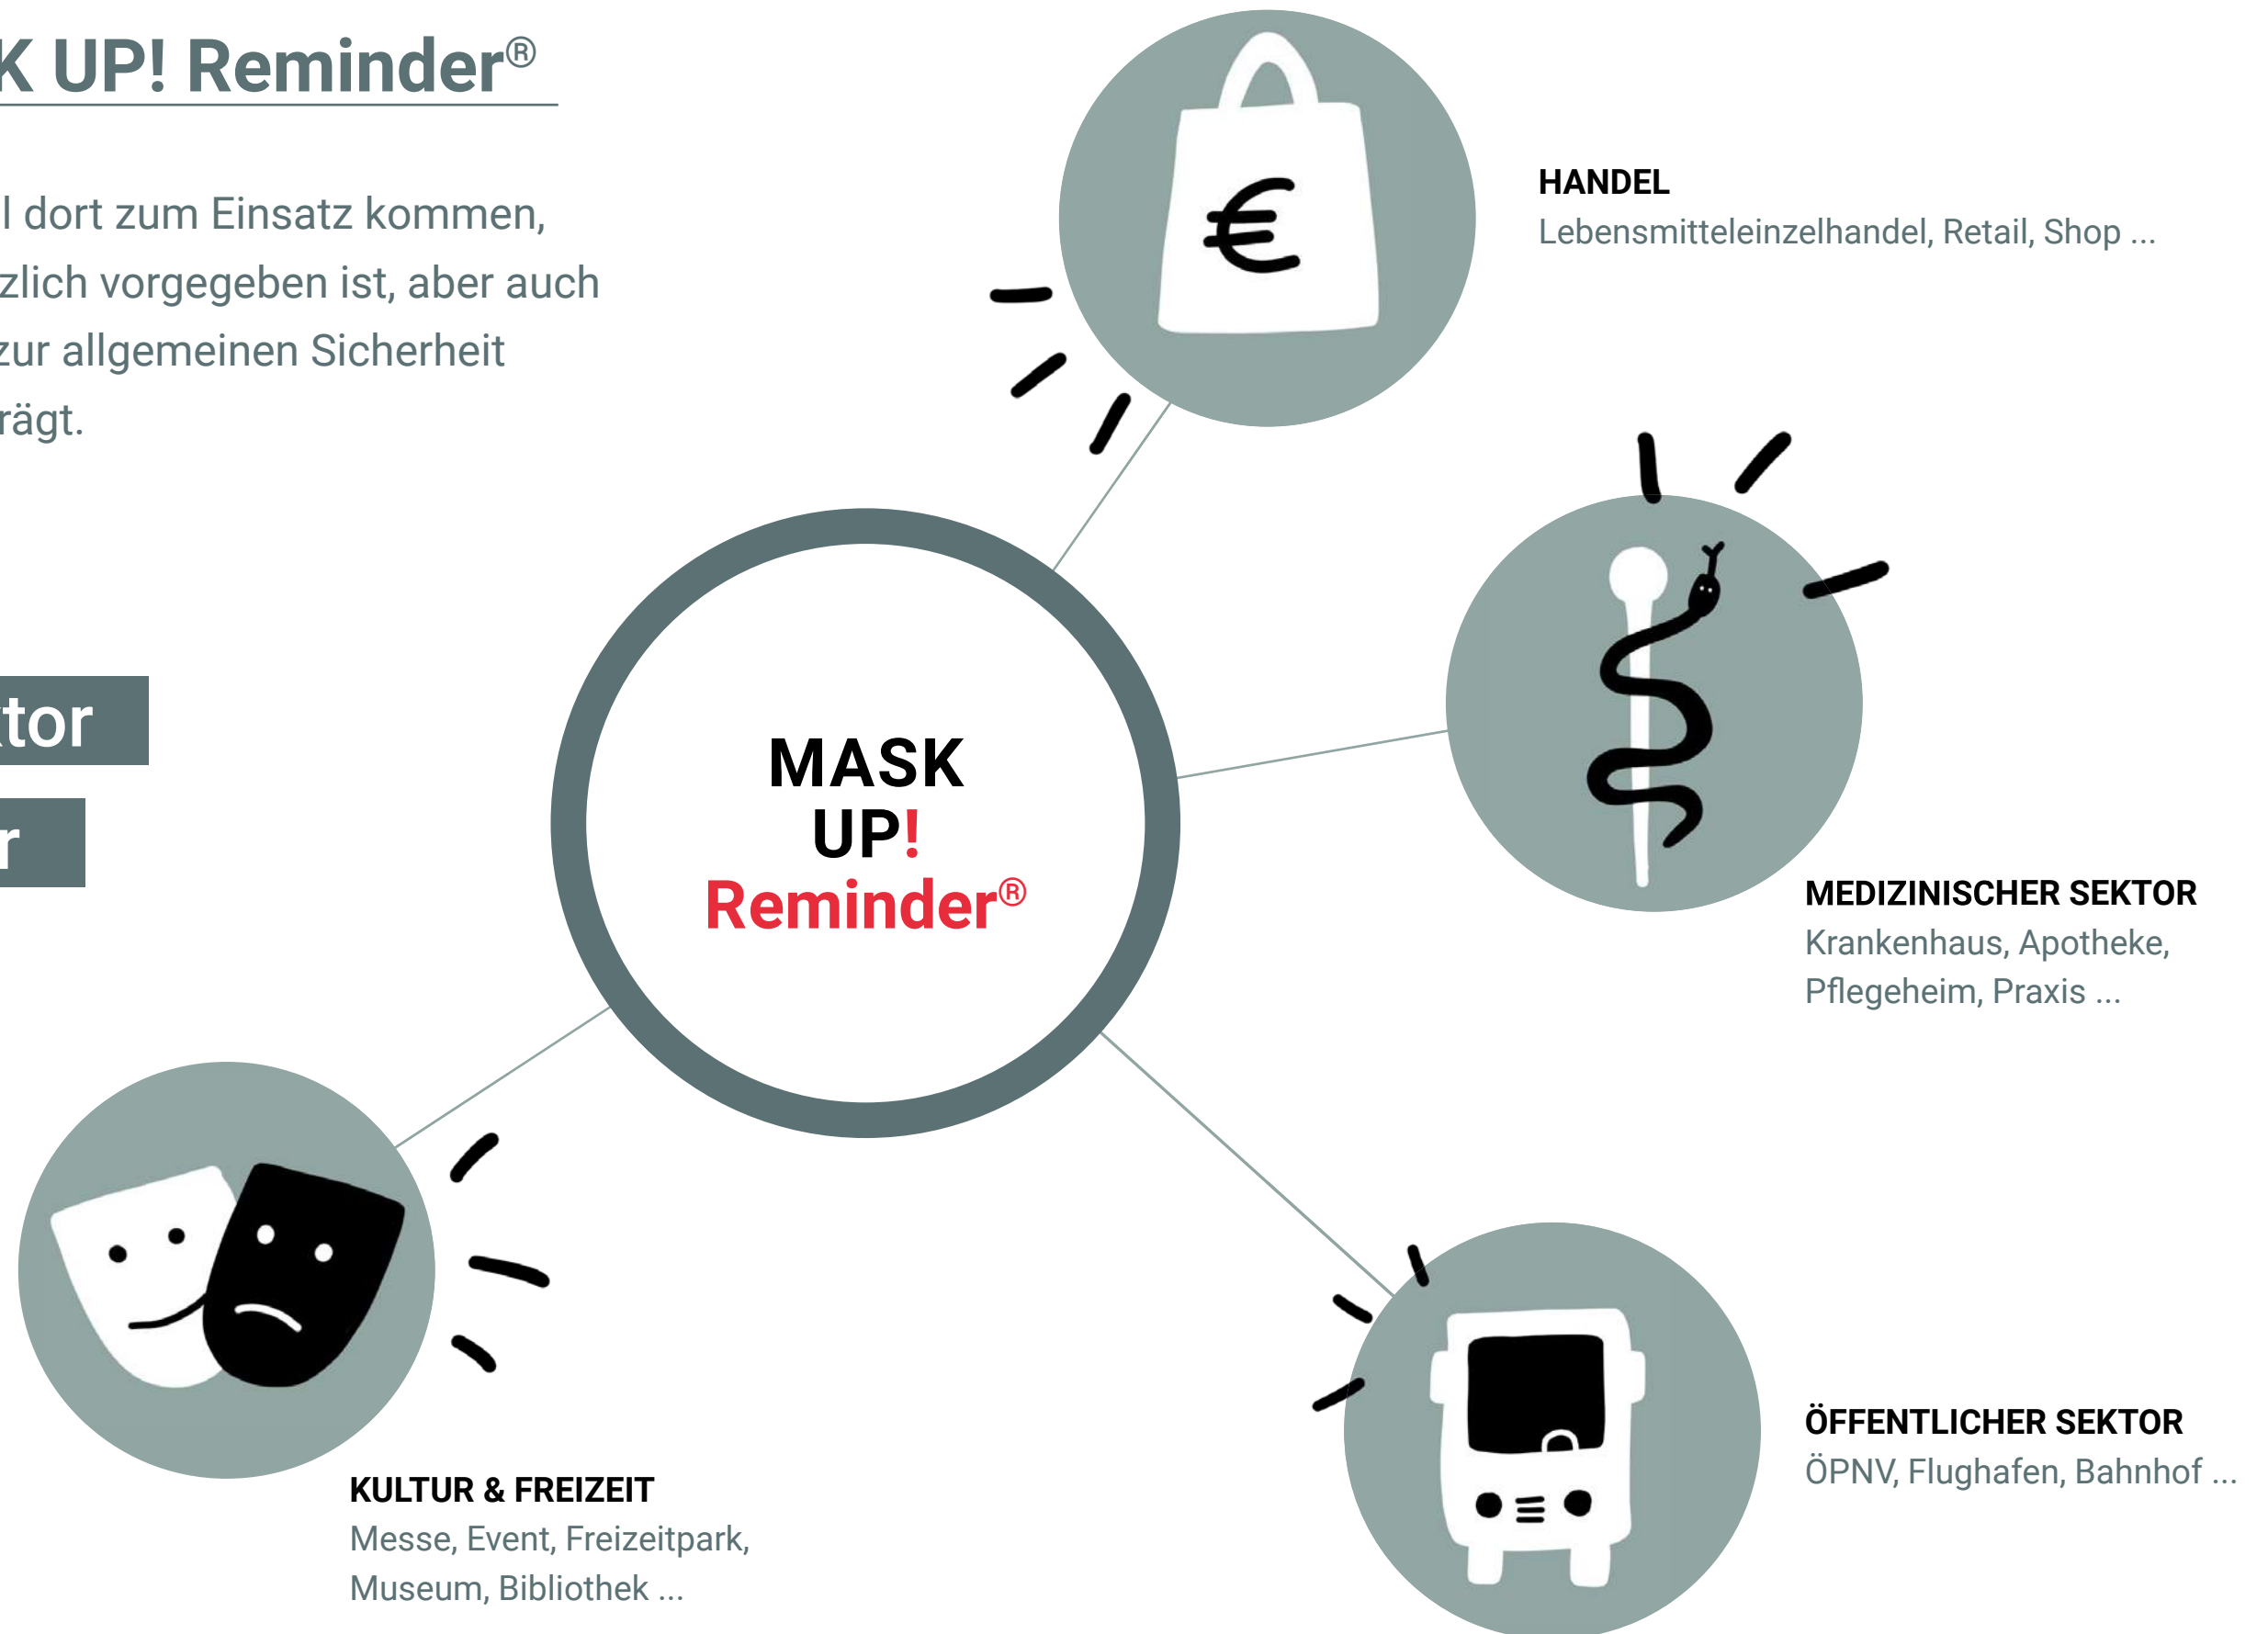 K UP! Reminder®
l dort zum Einsatz kommen,
zlich vorgegeben ist, aber auch
zur allgemeinen Sicherheit
rägt.
tor
r
HANDEL
Lebensmitteleinzelhandel, Retail, Shop ...
MASK
UP!
Reminder®
MEDIZINISCHER SEKTOR
Krankenhaus, Apotheke,
Pflegeheim, Praxis ...
KULTUR & FREIZEIT
Messe, Event, Freizeitpark,
Museum, Bibliothek ...
ÖFFENTLICHER SEKTOR
ÖPNV, Flughafen, Bahnhof ...